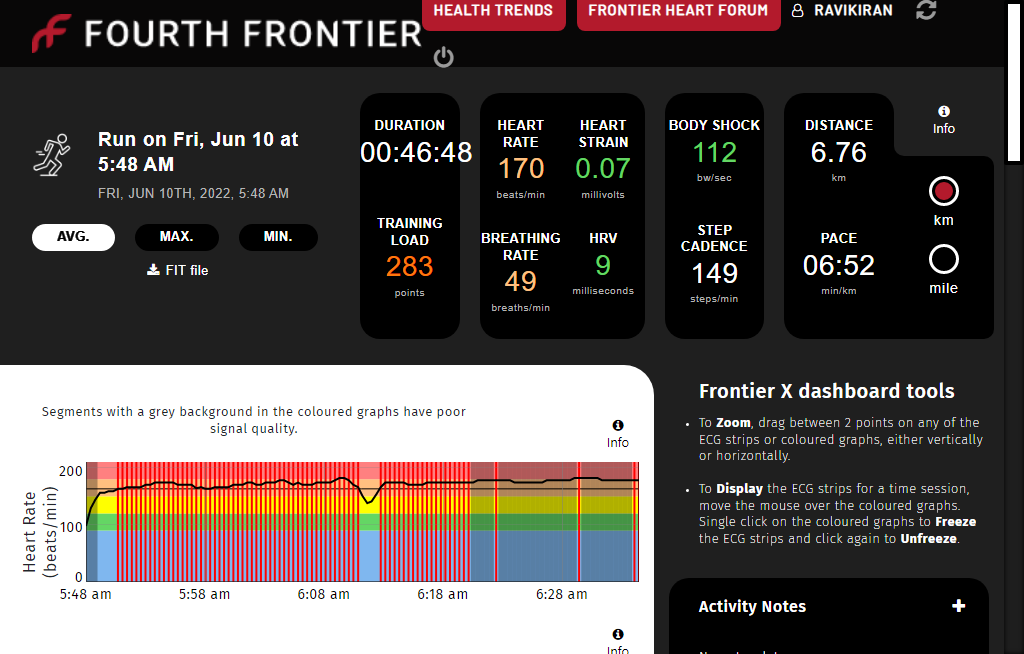 FOURTH FRONTIER
HEALTH TRENDS
FRONTIER HEART FORUM
RAVIKIRAN
Run on Fri, Jun 10 at
5:48 AM
FRI, JUN 10TH, 2022, 5:48 AM
AVG.
MAX.
MIN.
FIT file
DURATION
00:46:48
TRAINING
LOAD
283
points
HEART
RATE
170
beats/min
HEART
STRAIN
0.07
millivolts
BREATHING
RATE
49
breaths/min
HRV
9
milliseconds
BODY SHOCK
112
bw/sec
STEP
CADENCE
149
steps/min
DISTANCE
6.76
km
PACE
06:52
min/km
Info
km
mile
Segments with a grey background in the coloured graphs have poor
signal quality.
Info
Heart Rate
(beats/min)
200
100
0
5:48 am
5:58 am
6:08 am
6:18 am
6:28 am
Info
Frontier X dashboard tools
To Zoom, drag between 2 points on any of the
ECG strips or coloured graphs, either vertically
or horizontally.
To Display the ECG strips for a time session,
move the mouse over the coloured graphs.
Single click on the coloured graphs to Freeze
the ECG strips and click again to Unfreeze.
Activity Notes